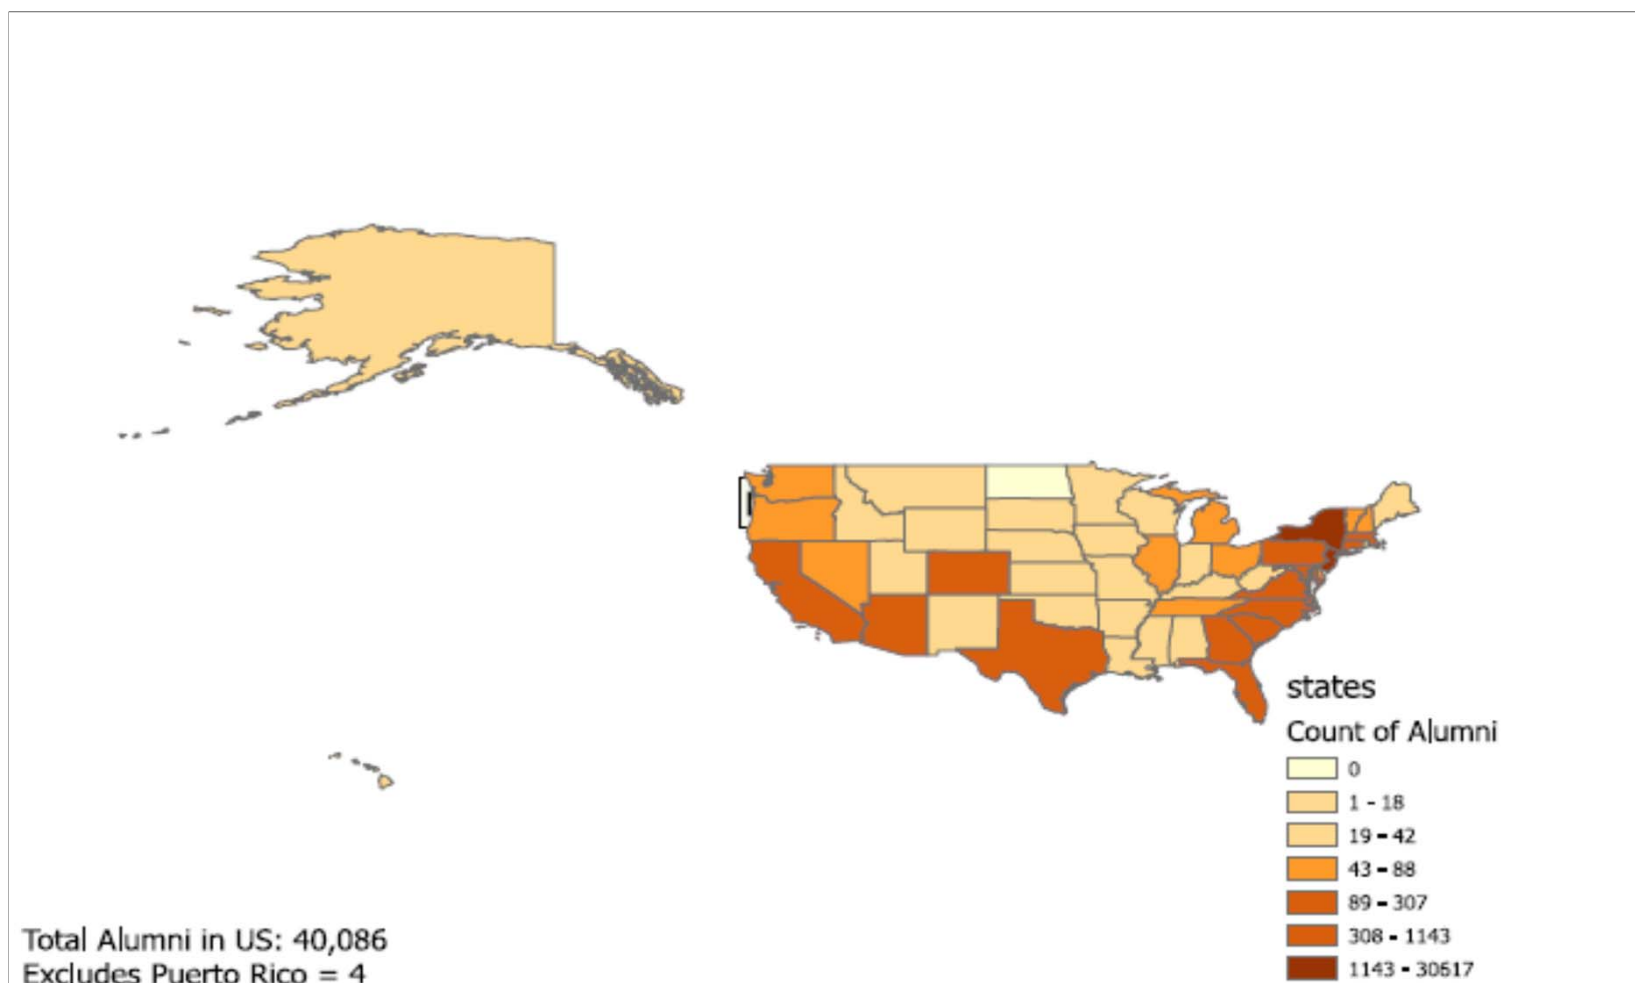 states
Count of Alumni
0
1 - 18
19 - 42
43 - 88
89 - 307
308 - 1143
1143 - 30617
Total Alumni in US: 40,086
Excludes Puerto Rico = 4